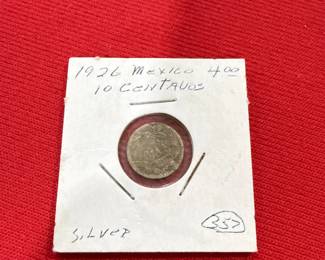 1926 Mexico 4.00
10 Centavos
Silver
357